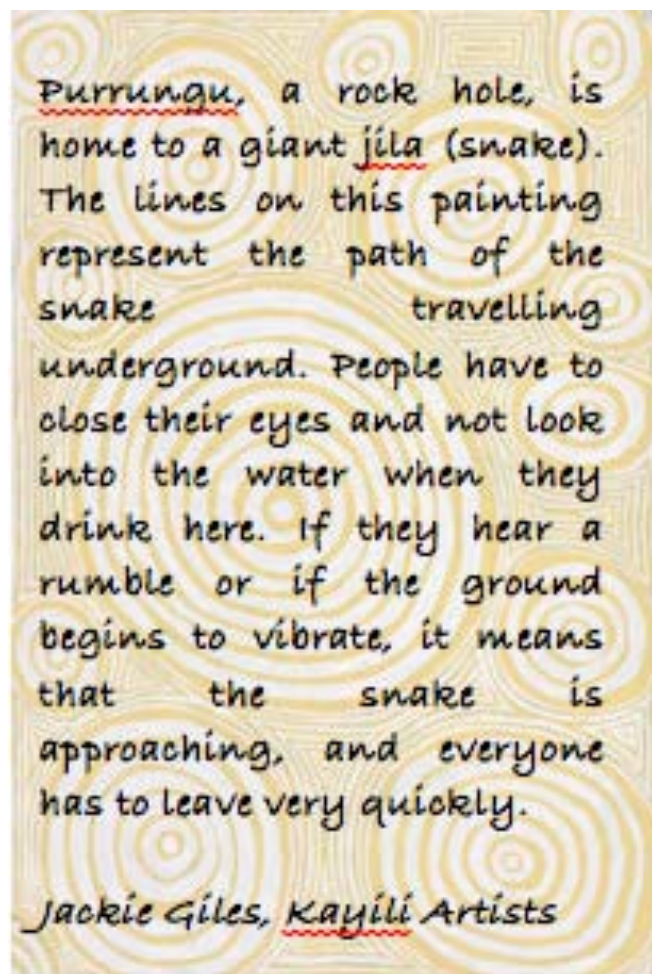 Purrungu, a rock hole, is
home to a giant jila (snake).
The lines on this painting
represent the path of the
snake travelling
underground. People have to
close their eyes and not look
into the water when they
drink here. If they hear a
rumble or if the ground
begins to vibrate, it means
that the snake is
approaching, and everyone
has to leave very quickly.
Jackie Giles, Kayili Artists